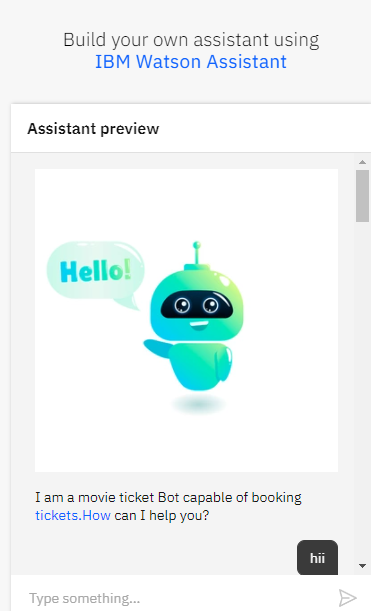 Build your own assistant using
IBM Watson Assistant
Assistant preview
Hello!
I am a movie ticket Bot capable of booking
tickets.How can I help you?
hii
Type something...